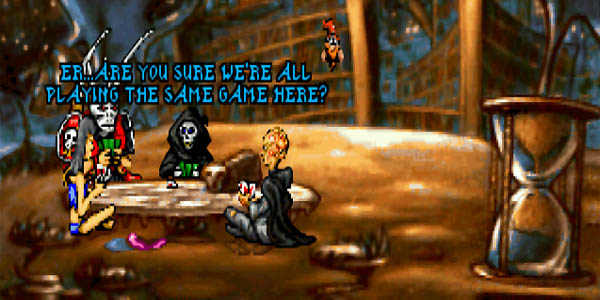 ER...ARE YOU SURE WE'RE ALL
PLAYING THE SAME GAME HERE?